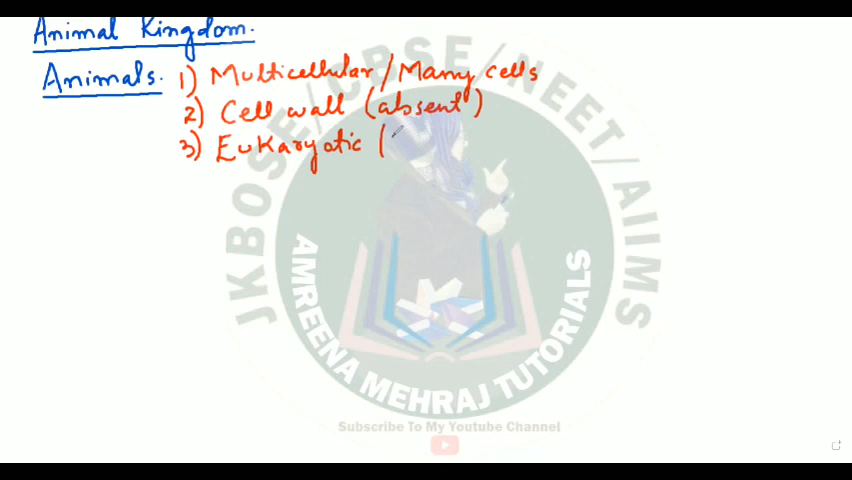 Animal Kingdom.
Animals. 1) Multicellular/Many cells
2) Cell wall (absent)
3) Eukaryotic (
JKBOSE/CBSE/NEET/AIIMS
AMREENA MEHRAJ TUTORIALS
Subscribe To My Youtube Channel